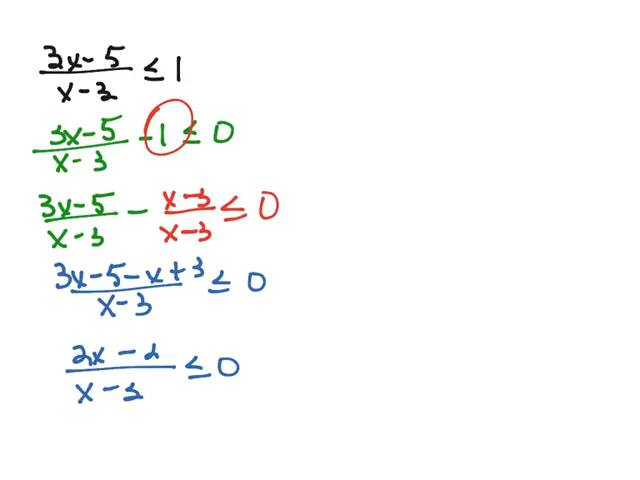 (3x-5)/(x-3) ≤ 1
(3x-5)/(x-3) - 1 ≤ 0
(3x-5)/(x-3) - (x-3)/(x-3) ≤ 0
(3x-5-x+3)/(x-3) ≤ 0
(2x-2)/(x-3) ≤ 0